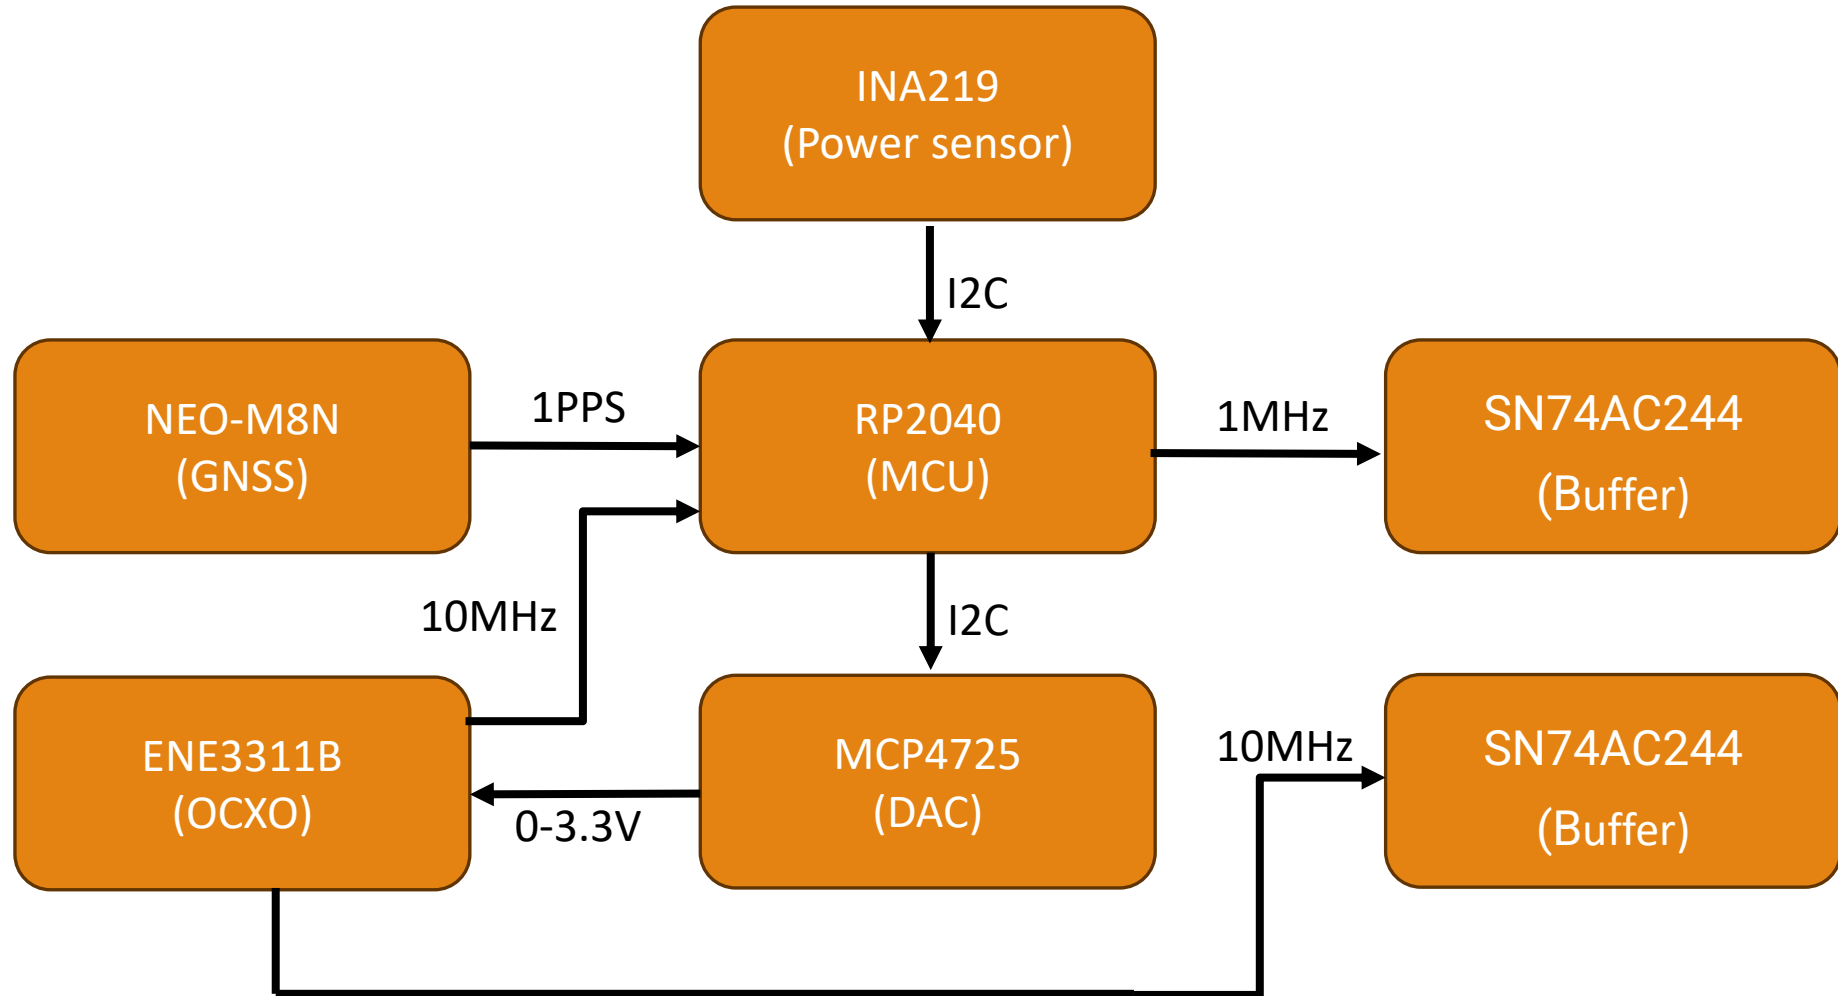 INA219
(Power sensor)
I2C
NEO-M8N
(GNSS)
1PPS
RP2040
(MCU)
1MHz
SN74AC244
(Buffer)
10MHz
I2C
ENE3311B
(OCXO)
0-3.3V
MCP4725
(DAC)
10MHz
SN74AC244
(Buffer)